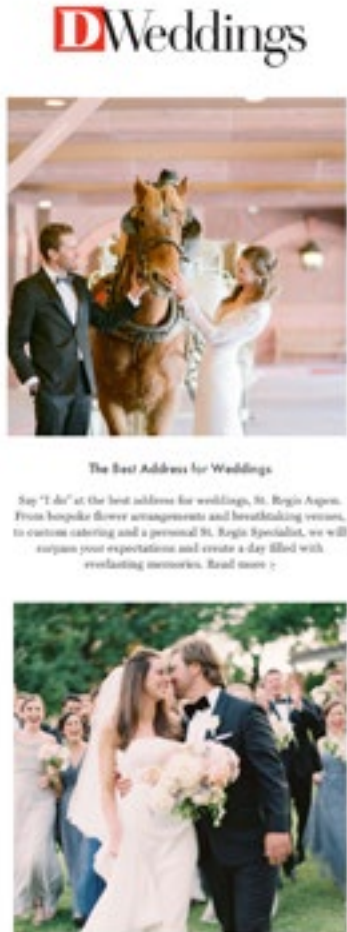 DWeddings
The Best Address for Weddings
Say "I do" at the best address for weddings, St. Regis Aspen.
From bespoke flower arrangements and breathtaking venues,
to custom catering and a personal St. Regis Specialist, we will
surpass your expectations and create a day filled with
everlasting memories. Read more >